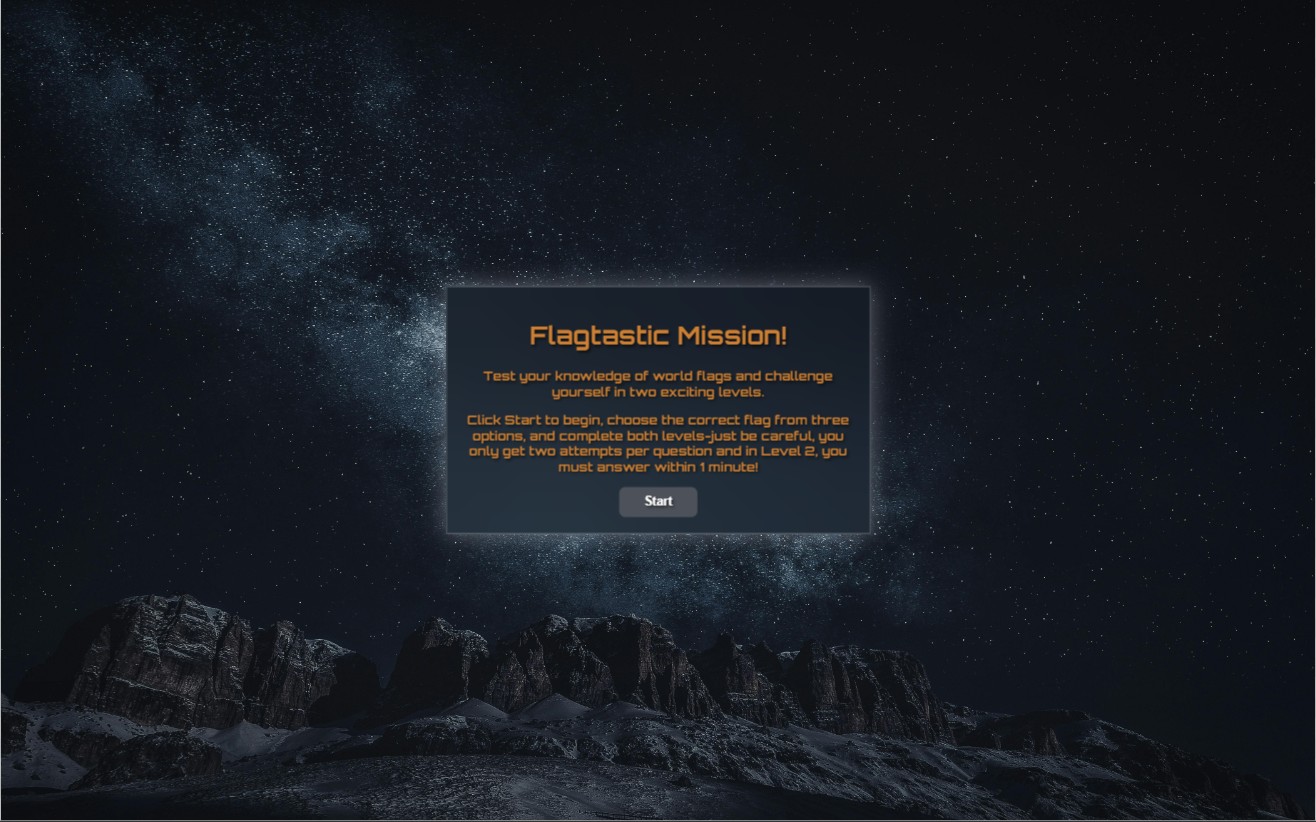 Flagtastic Mission!
Test your knowledge of world flags and challenge
yourself in two exciting levels.
Click Start to begin, choose the correct flag from three
options, and complete both levels-just be careful, you
only get two attempts per question and in Level 2, you
must answer within 1 minute!
Start